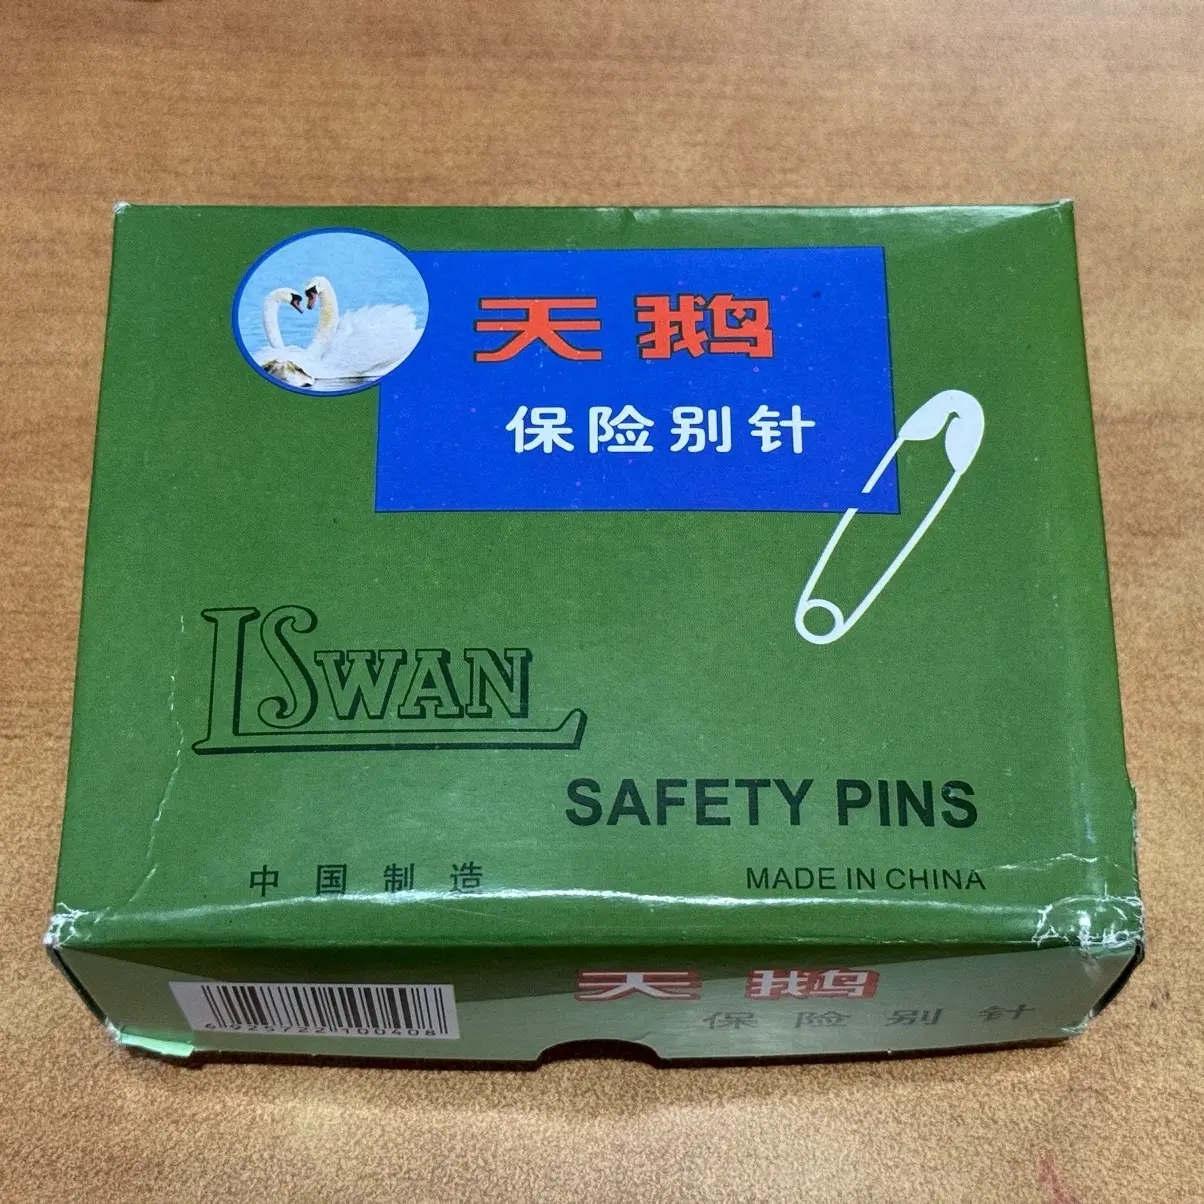 天鹅
保险别针
LSWAN
SAFETY PINS
中国制造
MADE IN CHINA
天鹅
保险别针
6925722100408